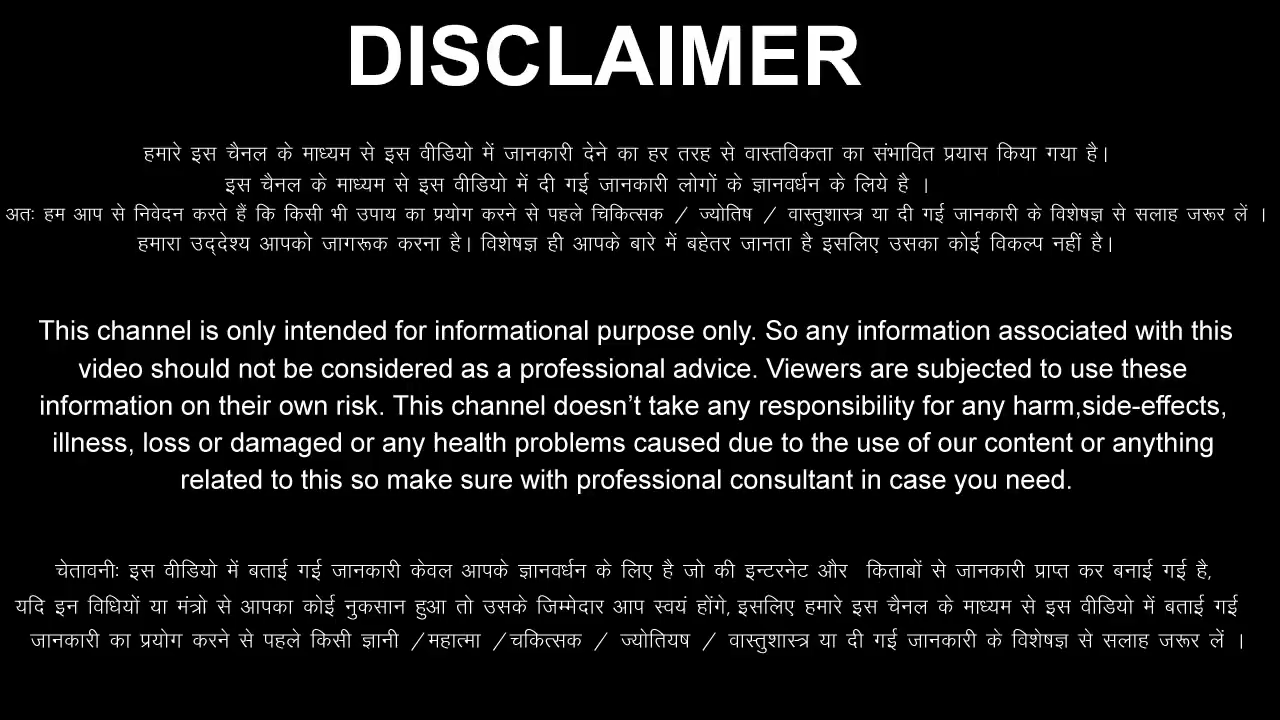 DISCLAIMER
हमारे इस चैनल के माध्यम से इस वीडियो में जानकारी देने का हर तरह से वास्तविकता का संभावित प्रयास किया गया है।
इस चैनल के माध्यम से इस वीडियो में दी गई जानकारी लोगों के ज्ञानवर्धन के लिये है ।
अतः हम आप से निवेदन करते हैं कि किसी भी उपाय का प्रयोग करने से पहले चिकित्सक / ज्योतिष / वास्तुशास्त्र या दी गई जानकारी के विशेषज्ञ से सलाह जरूर लें ।
हमारा उद्देश्य आपको जागरूक करना है। विशेषज्ञ ही आपके बारे में बहेतर जानता है इसलिए उसका कोई विकल्प नहीं है।
This channel is only intended for informational purpose only. So any information associated with this
video should not be considered as a professional advice. Viewers are subjected to use these
information on their own risk. This channel doesn’t take any responsibility for any harm,side-effects,
illness, loss or damaged or any health problems caused due to the use of our content or anything
related to this so make sure with professional consultant in case you need.
चेतावनीः इस वीडियो में बताई गई जानकारी केवल आपके ज्ञानवर्धन के लिए है जो की इन्टरनेट और किताबों से जानकारी प्राप्त कर बनाई गई है,
यदि इन विधियों या मंत्रो से आपका कोई नुकसान हुआ तो उसके जिम्मेदार आप स्वयं होंगे, इसलिए हमारे इस चैनल के माध्यम से इस वीडियो में बताई गई
जानकारी का प्रयोग करने से पहले किसी ज्ञानी /महात्मा /चकित्सक / ज्योतियष / वास्तुशास्त्र या दी गई जानकारी के विशेषज्ञ से सलाह जरूर लें ।